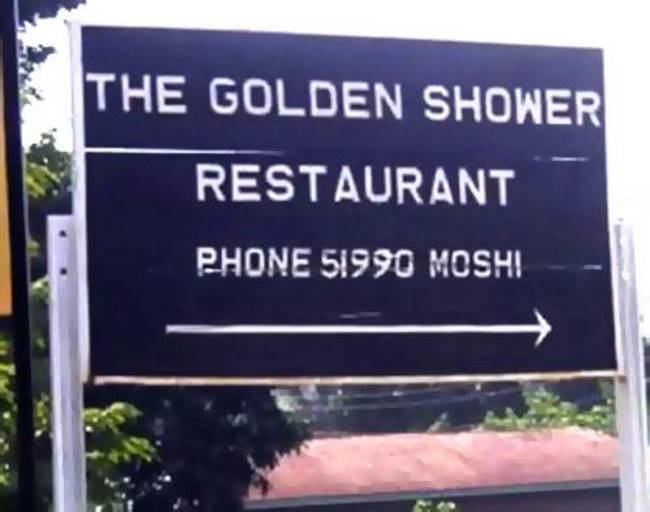 THE GOLDEN SHOWER
RESTAURANT
PHONE 51990 MOSHI